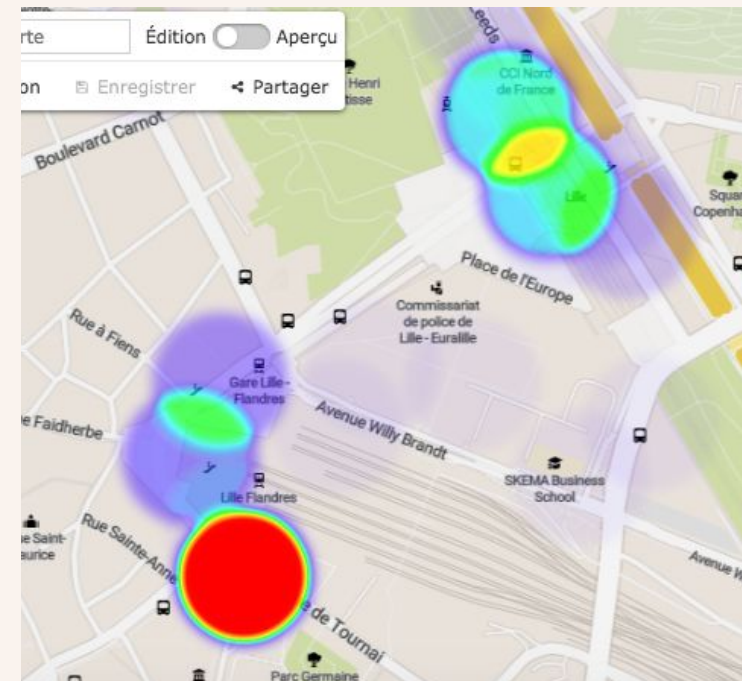 rte
Édition
Aperçu
on
Enregistrer
Partager
Leeds
CCI Nord
de France
Henri
tisse
Boulevard Carnot
Lille
Squar
Copenha
Place de l'Europe
Commissariat
de police de
Lille - Euralille
Rue à Fiens
Gare Lille-
Flandres
e Faidherbe
Avenue Willy Brandt
SKEMA Business
School
Lille Flandres
e Saint-
aurice
Rue Sainte-Anne
Avenue W
e de Tournai
Parc Germaine